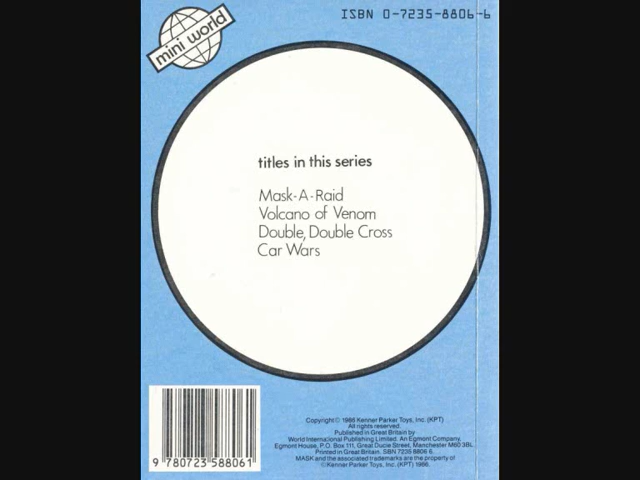 mini world
ISBN 0-7235-8806-6
titles in this series
Mask-A-Raid
Volcano of Venom
Double, Double Cross
Car Wars
Copyright © 1986 Kenner Parker Toys, Inc. (KPT)
All rights reserved.
Published in Great Britain by
World International Publishing Limited. An Egmont Company,
Egmont House, P.O. Box 111, Great Ducie Street, Manchester M60 3BL.
Printed in Great Britain. SBN 7235 8806 6.
MASK and the associated trademarks are the property of
©Kenner Parker Toys, Inc. (KPT) 1986.
9 780723 588061